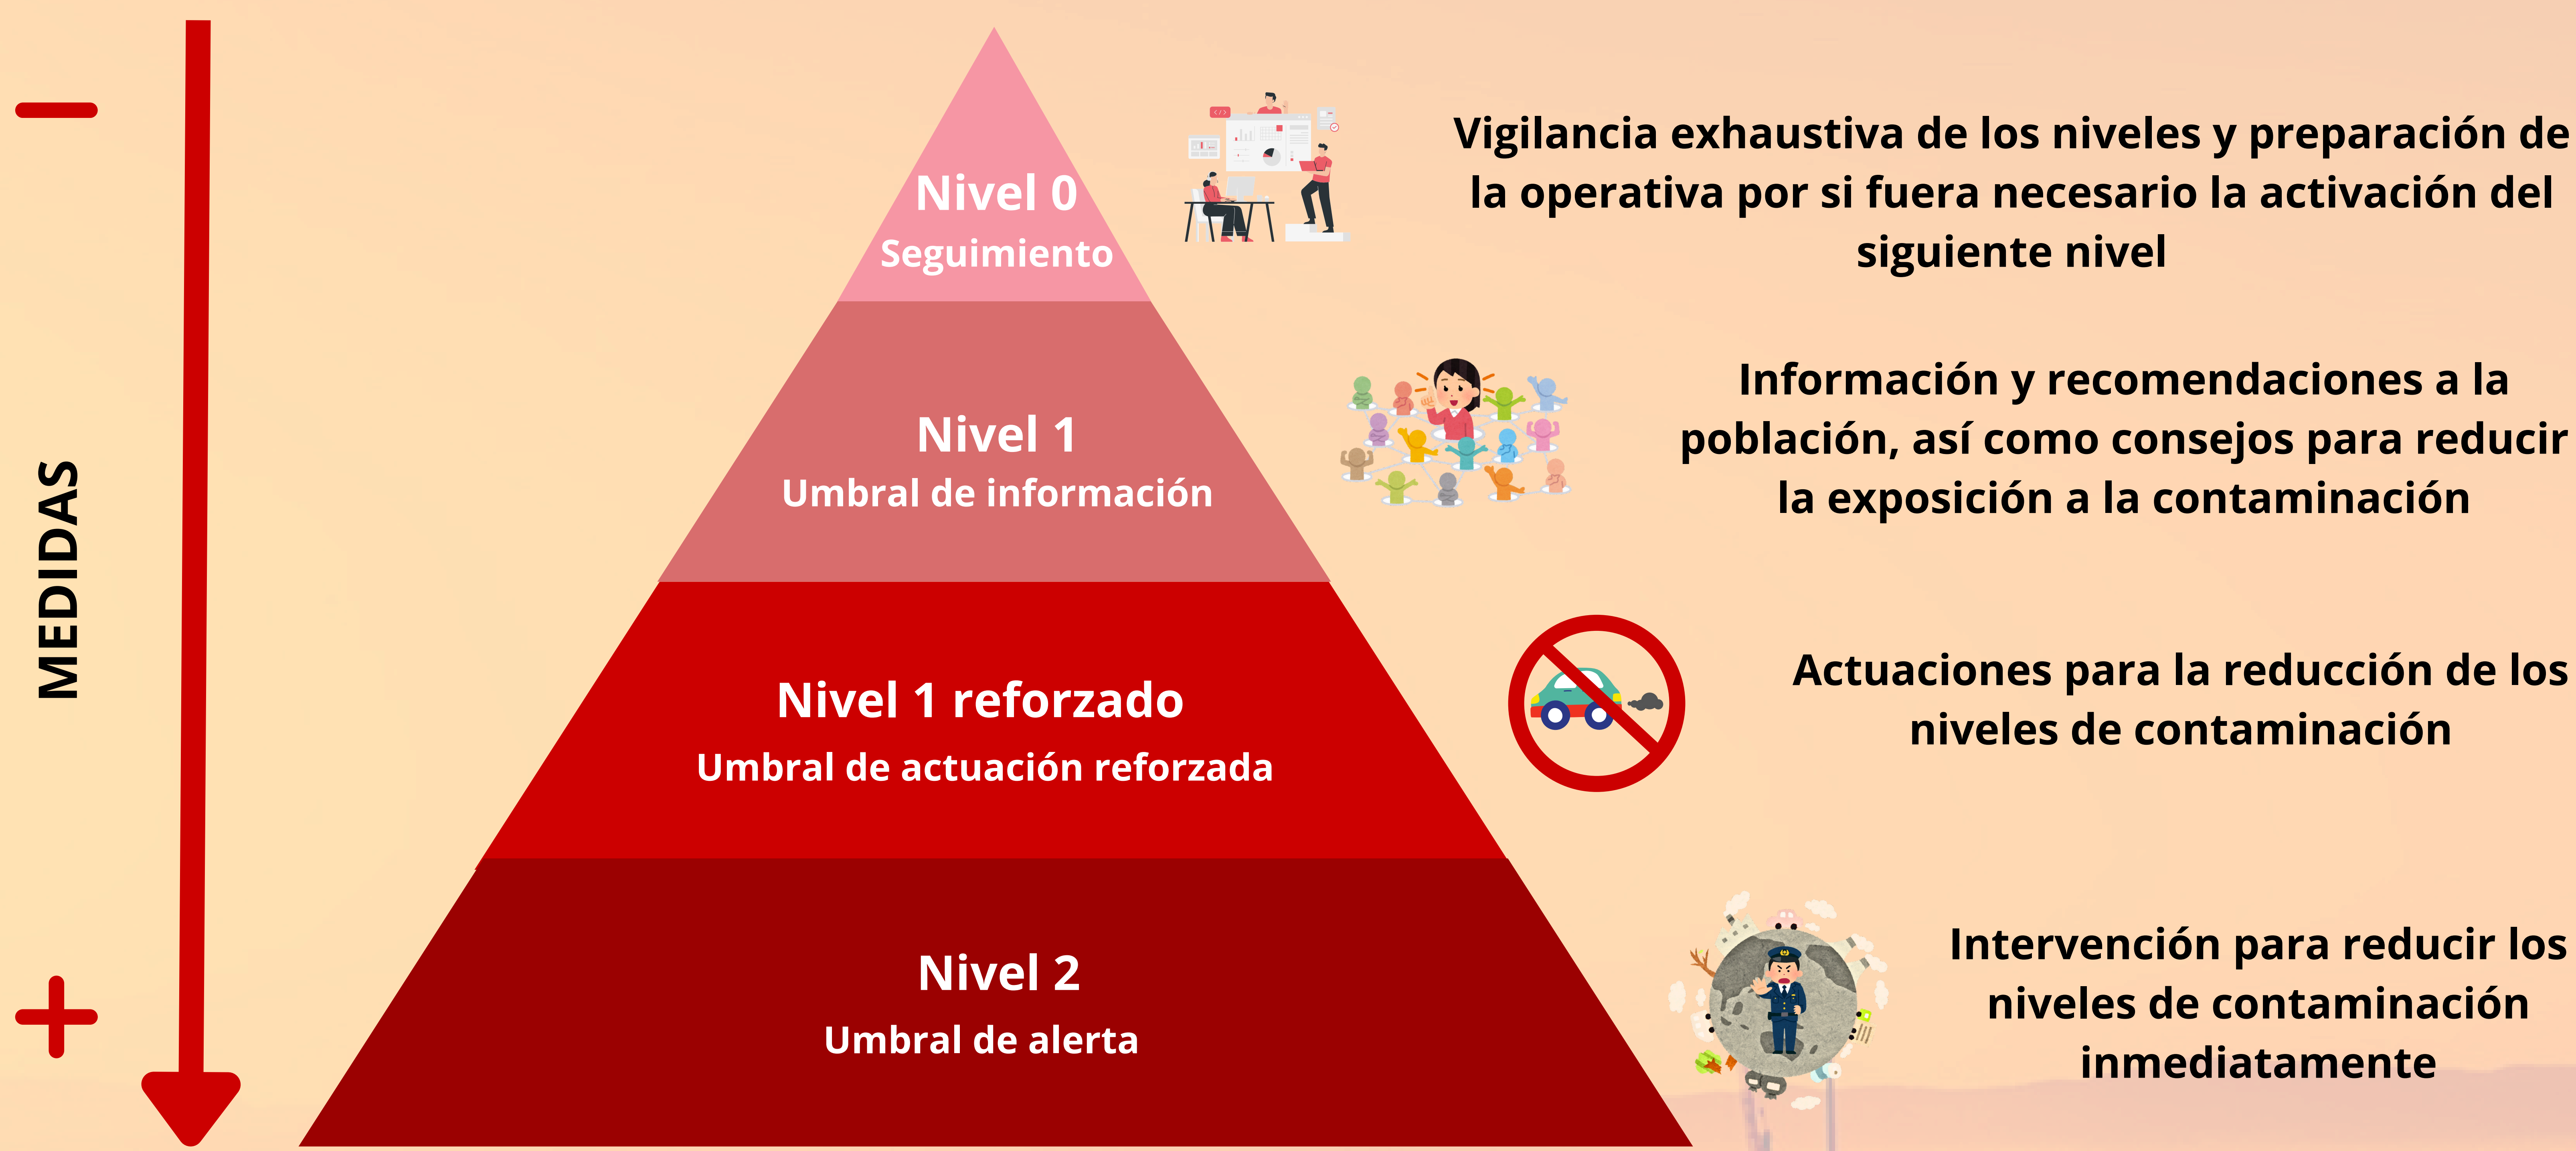 MEDIDAS
Nivel 0
Seguimiento
Vigilancia exhaustiva de los niveles y preparación de
la operativa por si fuera necesario la activación del
siguiente nivel
Nivel 1
Umbral de información
Información y recomendaciones a la
población, así como consejos para reducir
la exposición a la contaminación
Nivel 1 reforzado
Umbral de actuación reforzada
Actuaciones para la reducción de los
niveles de contaminación
Nivel 2
Umbral de alerta
Intervención para reducir los
niveles de contaminación
inmediatamente